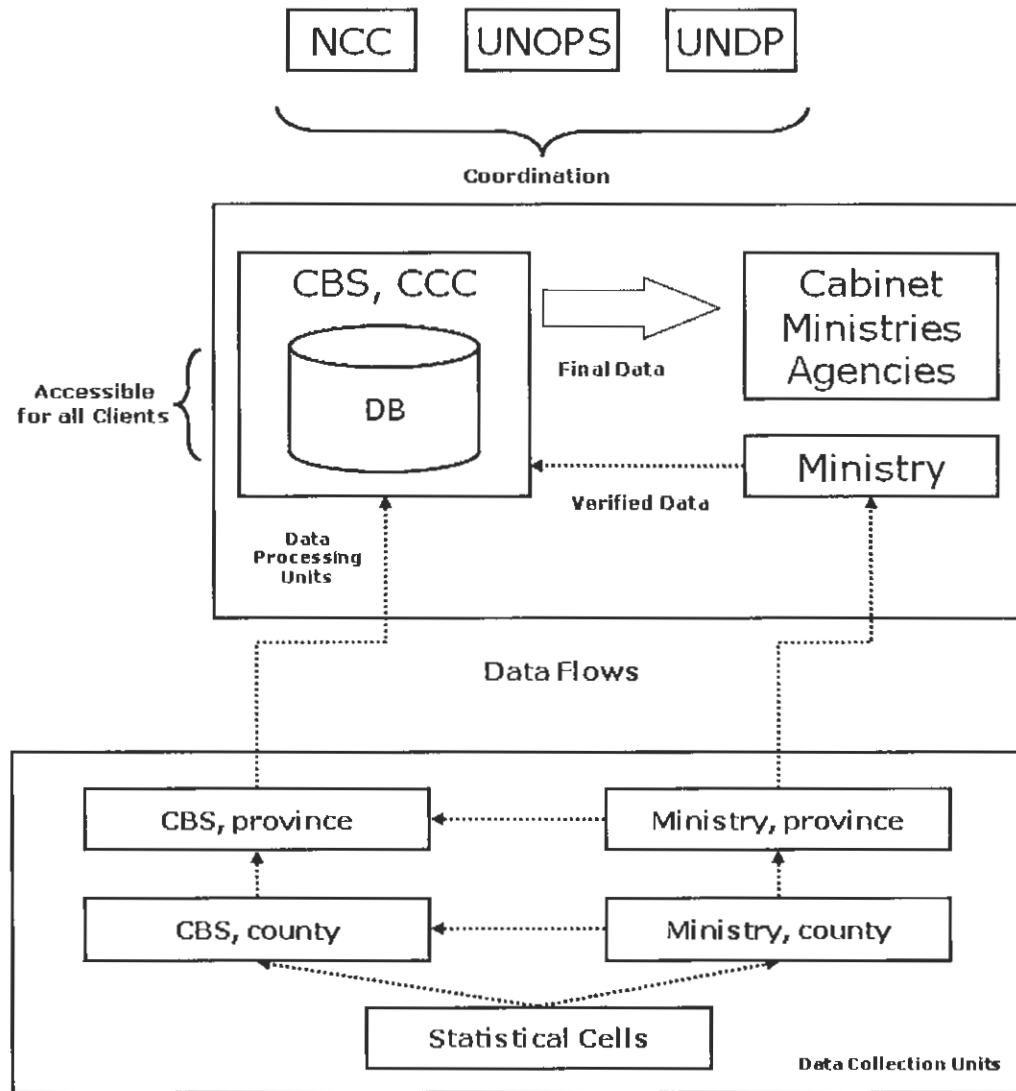 NCC UNOPS UNDP
Coordination
CBS, CCC
DB
Accessible
for all Clients
Final Data
Cabinet
Ministries
Agencies
Ministry
Verified Data
Data
Processing
Units
Data Flows
CBS, province
Ministry, province
CBS, county
Ministry, county
Statistical Cells
Data Collection Units